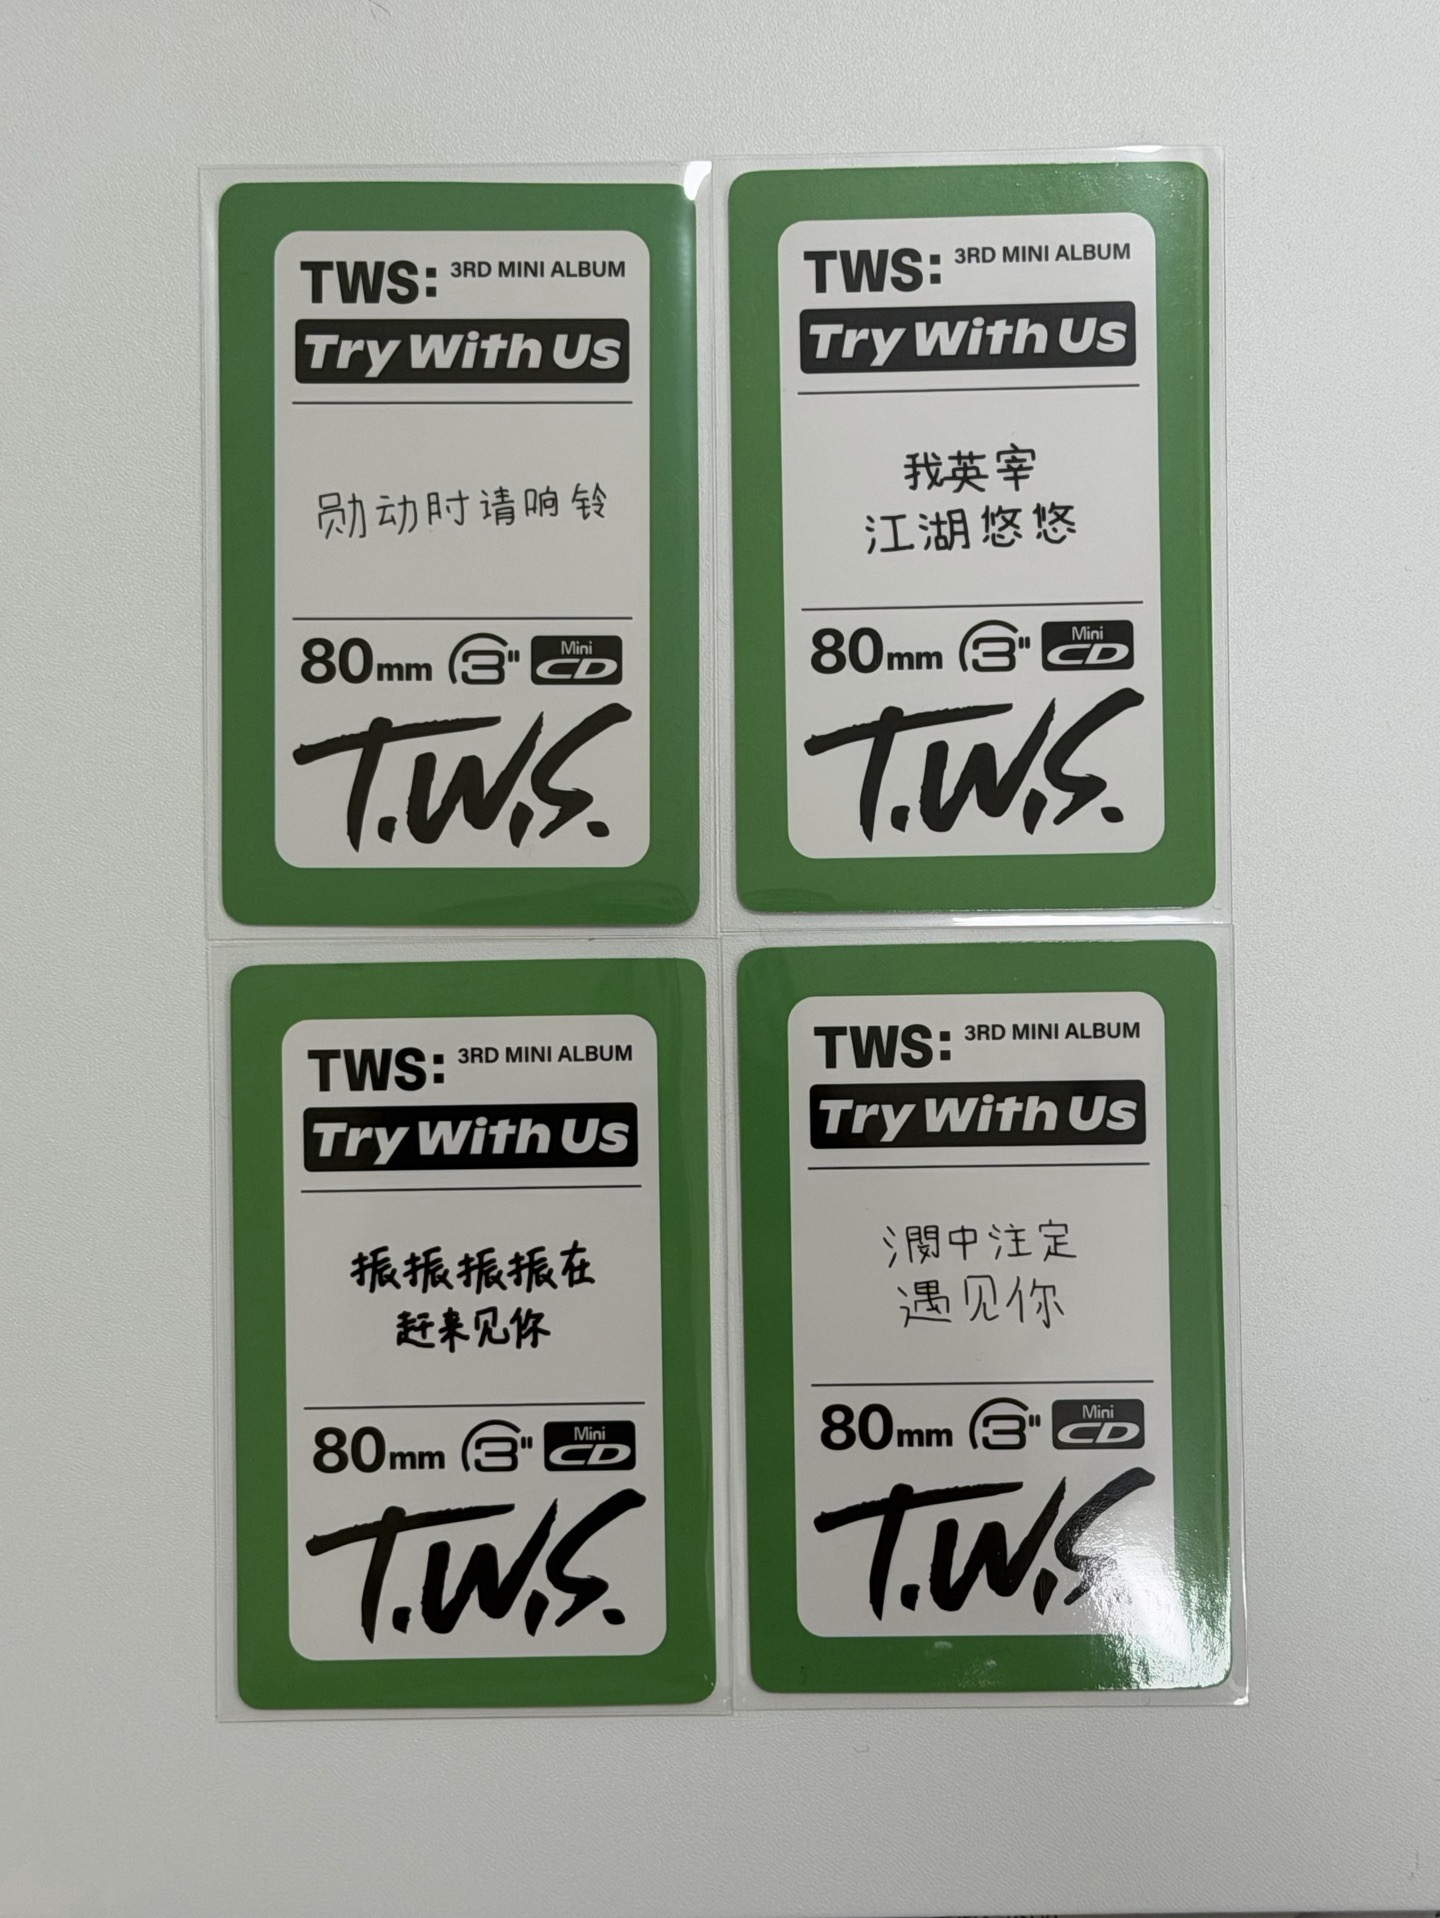 TWS: 3RD MINI ALBUM
Try With Us
勋动时请响铃
80mm 3" Mini CD
T.W.S.
TWS: 3RD MINI ALBUM
Try With Us
我英宰
江湖悠悠
80mm 3" Mini CD
T.W.S.
TWS: 3RD MINI ALBUM
Try With Us
振振振振在
赶来见你
80mm 3" Mini CD
T.W.S.
TWS: 3RD MINI ALBUM
Try With Us
潣中注定
遇见你
80mm 3" Mini CD
T.W.S.